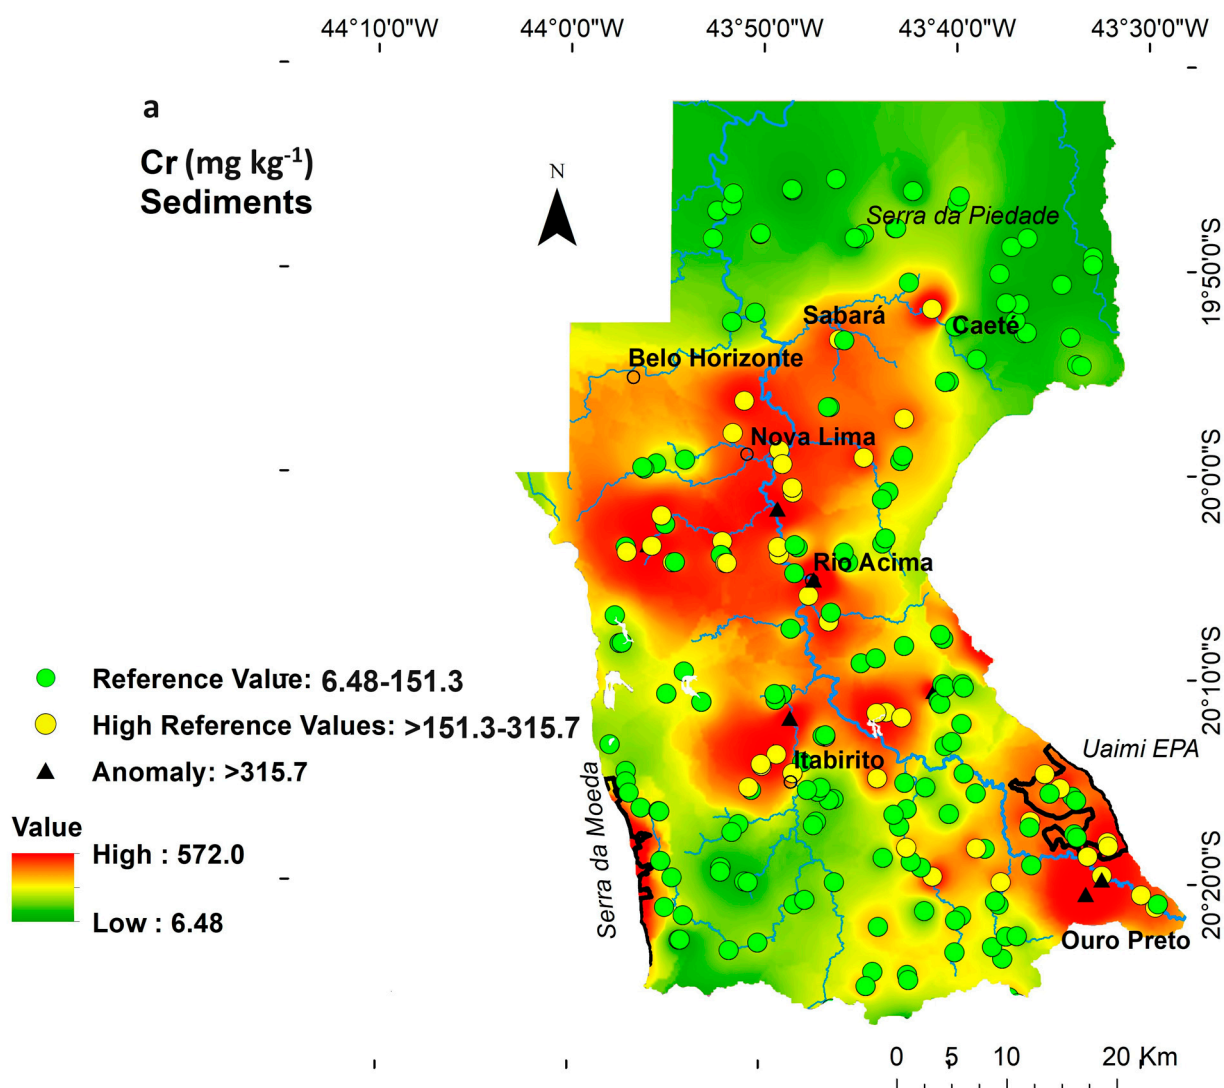 44°10'0"W 44°0'0"W 43°50'0"W 43°40'0"W 43°30'0"W
a
Cr (mg kg-1)
Sediments
N
Serra da Piedade
19°50'0"S
Sabará
Caeté
Belo Horizonte
Nova Lima
20°0'0"S
Rio Acima
Reference Value: 6.48-151.3
20°10'0"S
High Reference Values: >151.3-315.7
Uaimi EPA
Itabirito
Anomaly: >315.7
Serra da Moeda
Value
High : 572.0
20°20'0"S
Low : 6.48
Ouro Preto
0 5 10 20 Km